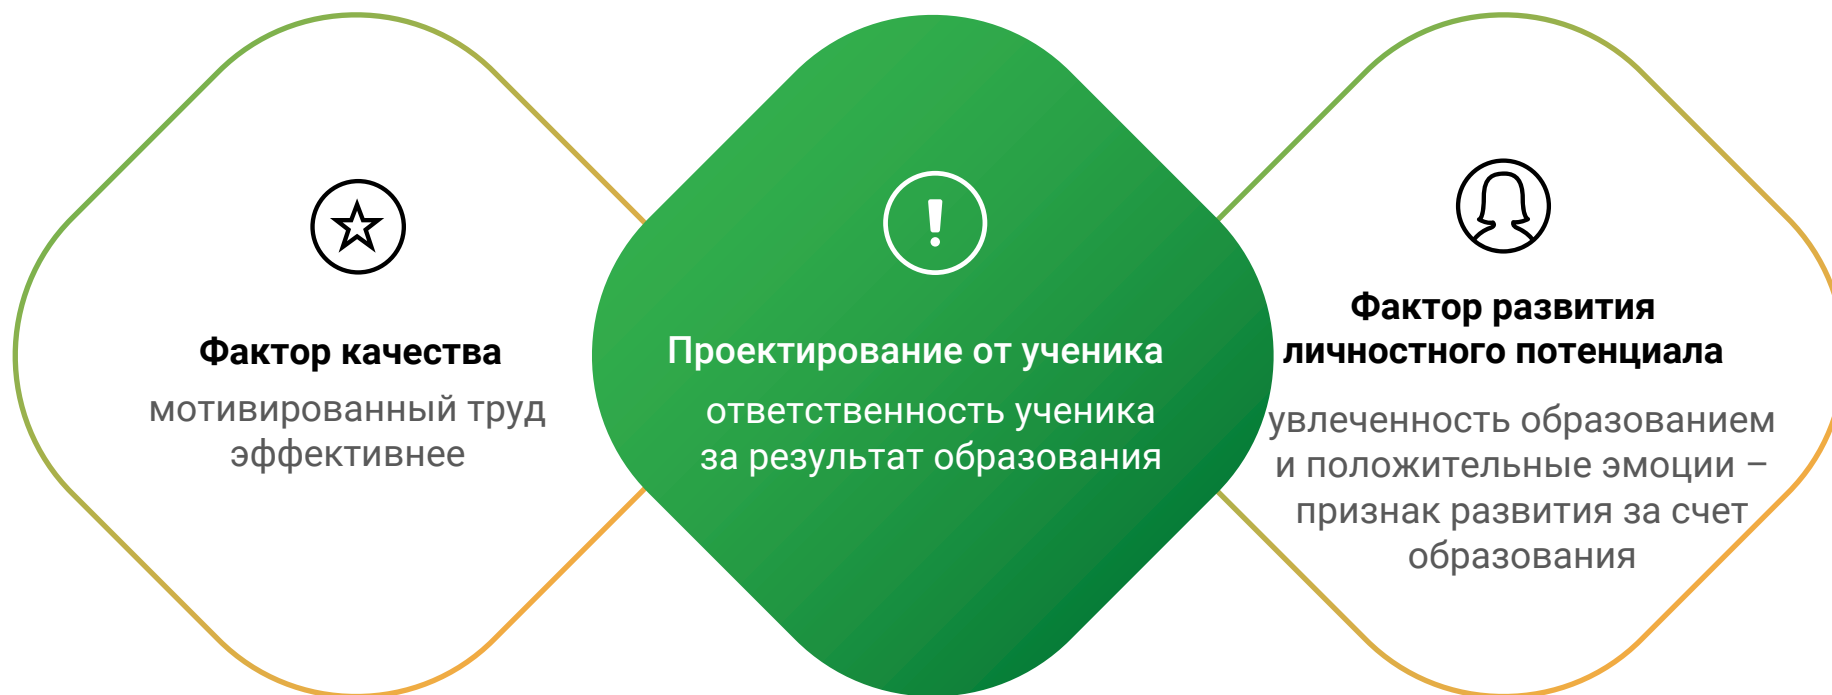 Фактор качества
мотивированный труд
эффективнее
Проектирование от ученика
ответственность ученика
за результат образования
Фактор развития
личностного потенциала
увлеченность образованием
и положительные эмоции –
признак развития за счет
образования